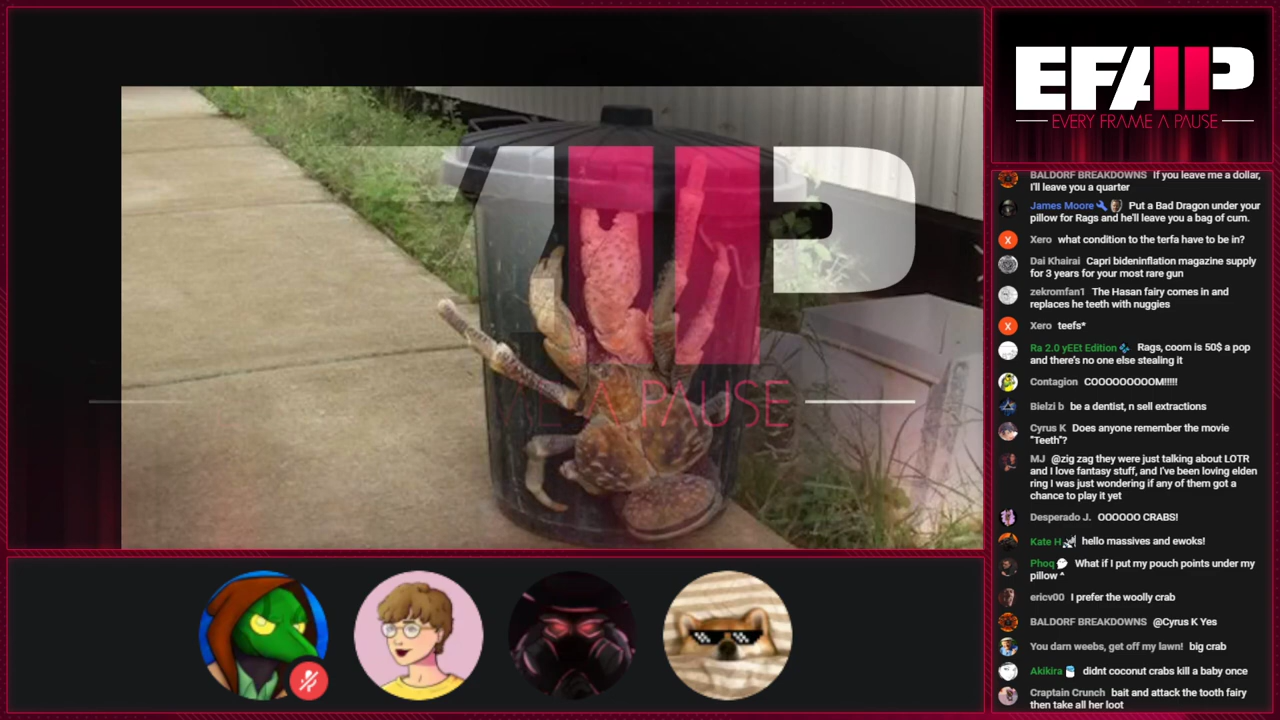 EFAP
EVERY FRAME A PAUSE
P
E A PAUSE
BALDORF BREAKDOWNS If you leave me a dollar,
I'll leave you a quarter
James Moore Put a Bad Dragon under your
pillow for Rags and he'll leave you a bag of cum.
Xero what condition to the terfa have to be in?
Dai Khairai Capri bideninflation magazine supply
for 3 years for your most rare gun
zekromfan1 The Hasan fairy comes in and
replaces he teeth with nuggies
Xero teefs*
Ra 2.0 yEEt Edition Rags, coom is 50$ a pop
and there's no one else stealing it
Contagion COOOOOOOOOM!!!!!
Bielzi b be a dentist, n sell extractions
Cyrus K Does anyone remember the movie
"Teeth"?
MJ @zig zag they were just talking about LOTR
and I love fantasy stuff, and I've been loving elden
ring I was just wondering if any of them got a
chance to play it yet
Desperado J. OOOOOO CRABS!
Kate H hello massives and ewoks!
Phoq What if I put my pouch points under my
pillow ^
ericv00 I prefer the woolly crab
BALDORF BREAKDOWNS @Cyrus K Yes
You darn weebs, get off my lawn! big crab
Akikira didnt coconut crabs kill a baby once
Craptain Crunch bait and attack the tooth fairy
then take all her loot